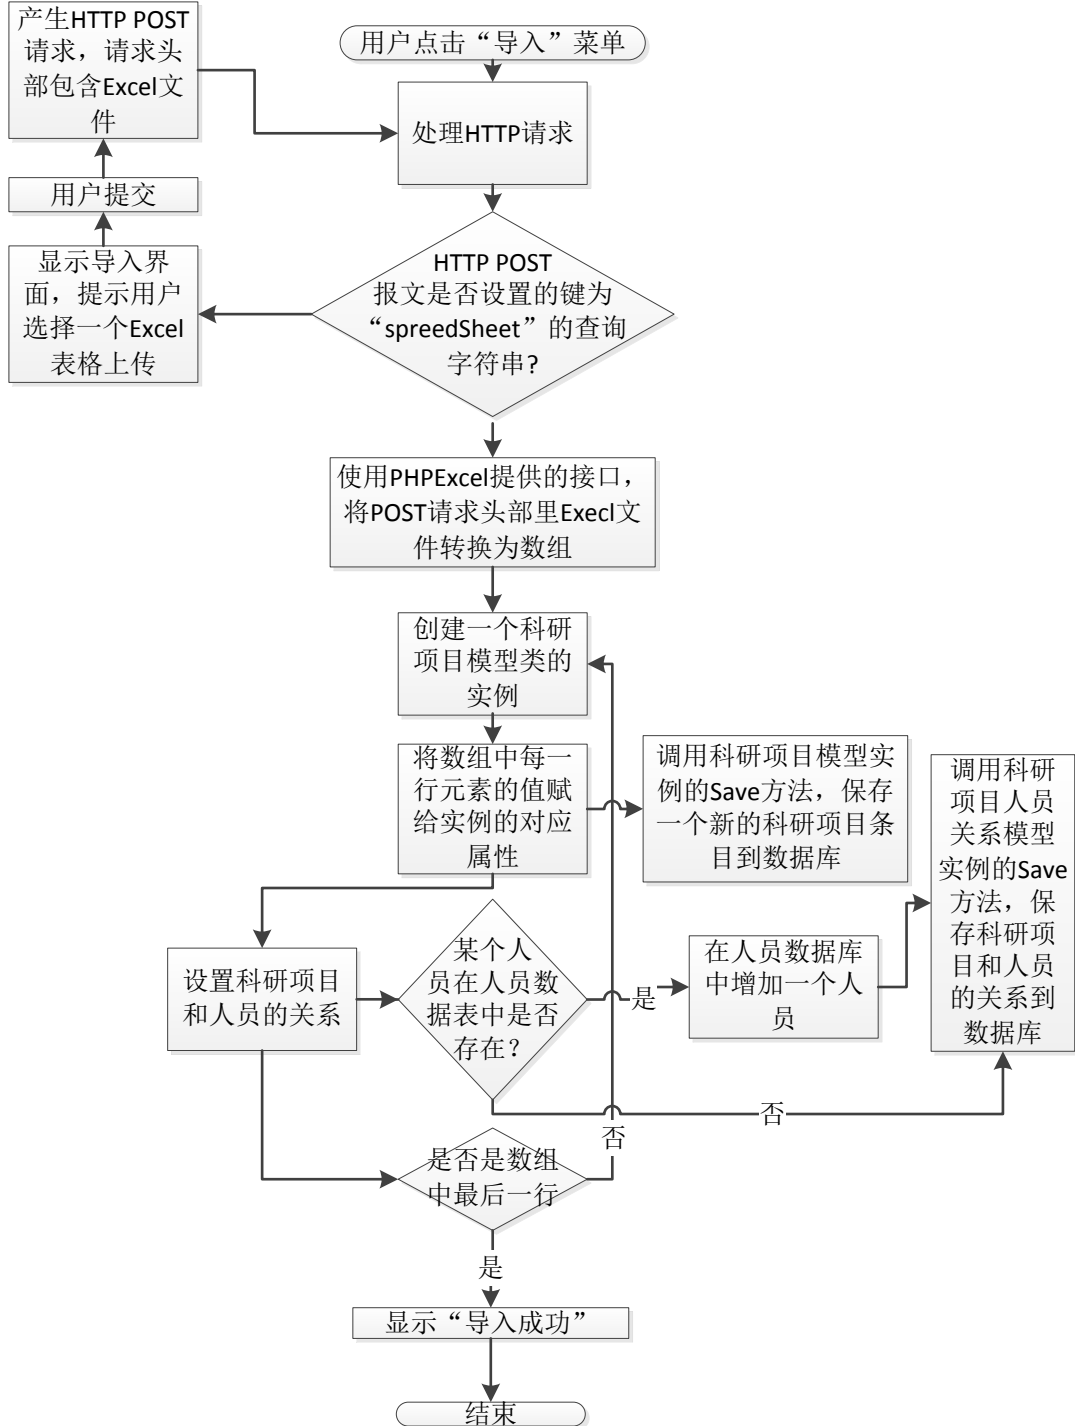 产生HTTP POST
请求，请求头
部包含Excel文
件
用户点击“导入”菜单
处理HTTP请求
用户提交
显示导入界
面，提示用户
选择一个Excel
表格上传
HTTP POST
报文是否设置的键为
“spreedSheet”的查询
字符串?
使用PHPExcel提供的接口，
将POST请求头部里Execl文
件转换为数组
创建一个科研
项目模型类的
实例
将数组中每一
行元素的值赋
给实例的对应
属性
调用科研项目模型实
例的Save方法，保存
一个新的科研项目条
目到数据库
调用科研
项目人员
关系模型
实例的Save
方法，保
存科研项
目和人员
的关系到
数据库
设置科研项目
和人员的关系
某个人
员在人员数
据表中是否
存在？
是
在人员数据库
中增加一个人
员
否
否
是否是数组
中最后一行
是
显示“导入成功”
结束